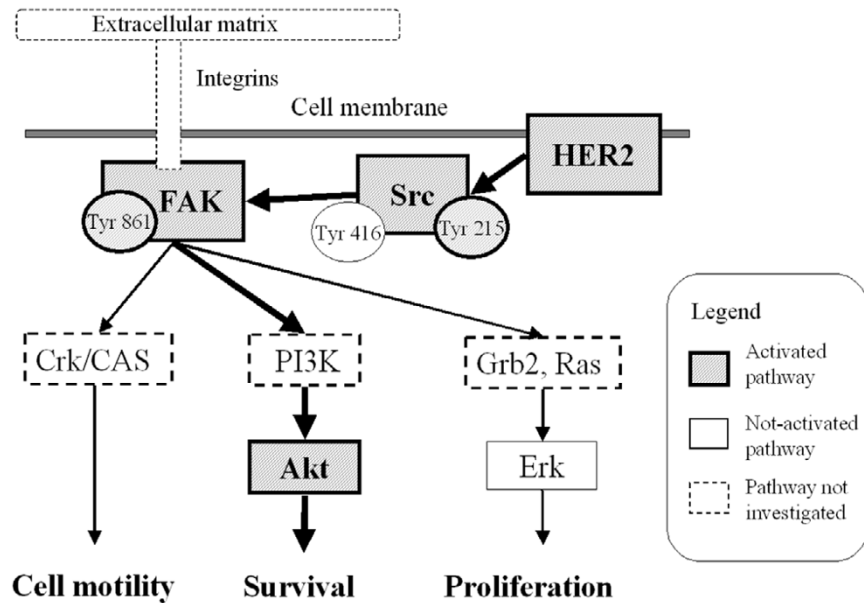 Extracellular matrix
Integrins
Cell membrane
HER2
FAK
Src
Tyr 861
Tyr 416
Tyr 215
Crk/CAS
PI3K
Grb2, Ras
Akt
Erk
Cell motility
Survival
Proliferation
Legend
Activated
pathway
Not-activated
pathway
Pathway not
investigated